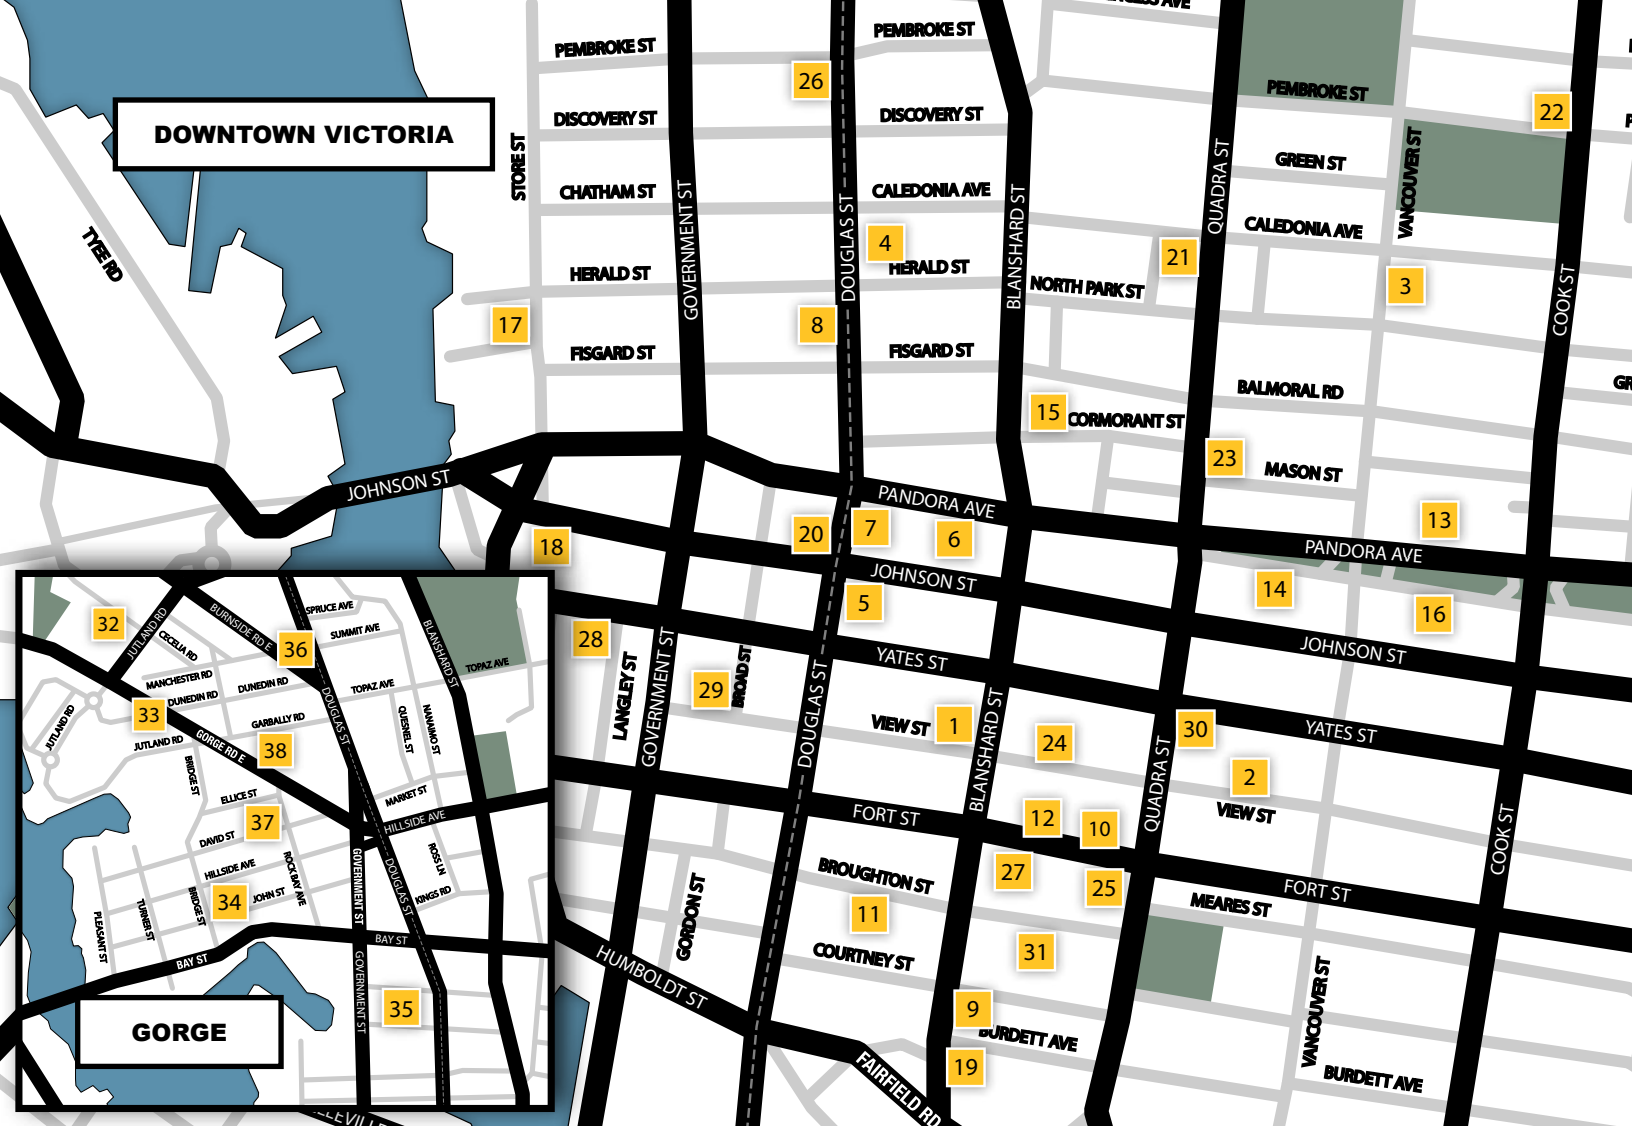 PEMBROKE ST
PEMBROKE ST
26
DOWNTOWN VICTORIA
DISCOVERY ST
DISCOVERY ST
PEMBROKE ST
22
STORE ST
CHATHAM ST
CALEDONIA AVE
GREEN ST
VANCOUVER ST
QUADRA ST
GOVERNMENT ST
DOUGLAS ST
BLANSHARD ST
CALEDONIA AVE
TYEE RD
4
HERALD ST
HERALD ST
21
NORTH PARK ST
3
COOK ST
17
8
FISGARD ST
FISGARD ST
BALMORAL RD
15
CORMORANT ST
23
MASON ST
JOHNSON ST
PANDORA AVE
18
20
7
6
13
PANDORA AVE
JOHNSON ST
5
14
16
28
LANGLEY ST
GOVERNMENT ST
29
BROAD ST
DOUGLAS ST
YATES ST
JOHNSON ST
VIEW ST
1
BLANSHARD ST
24
QUADRA ST
30
YATES ST
2
VIEW ST
FORT ST
12
10
COOK ST
27
25
BROUGHTON ST
FORT ST
MEARES ST
GORDON ST
11
COURTNEY ST
31
HUMBOLDT ST
9
BURDETT AVE
VANCOUVER ST
19
FAIRFIELD RD
BURDETT AVE
32
JUTLAND RD
CECELIA RD
BURNSIDE RD E
SPRUCE AVE
36
SUMMIT AVE
BLANSHARD ST
TOPAZ AVE
MANCHESTER RD
DUNEDIN RD
DUNEDIN RD
TOPAZ AVE
33
JUTLAND RD
JUTLAND RD
GORGE RD E
GARBALLY RD
38
DOUGLAS ST
QUESNEL ST
NANAIMO ST
BRIDGE ST
ELLICE ST
MARKET ST
37
HILLSIDE AVE
DAVID ST
HILLSIDE AVE
ROCK BAY AVE
ROSS LN
GOVERNMENT ST
DOUGLAS ST
KINGS RD
34
JOHN ST
BRIDGE ST
TURNER ST
PLEASANT ST
BAY ST
BAY ST
GOVERNMENT ST
35
GORGE